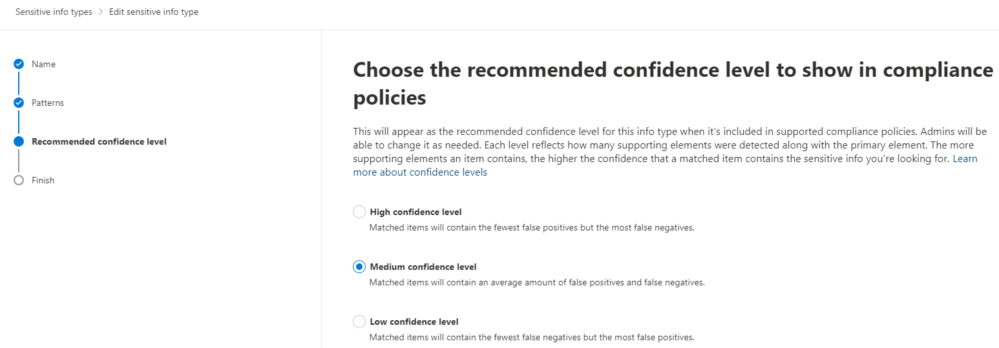 Sensitive info types > Edit sensitive info type
Name
Patterns
Recommended confidence level
Finish
Choose the recommended confidence level to show in compliance
policies
This will appear as the recommended confidence level for this info type when it's included in supported compliance policies. Admins will be
able to change it as needed. Each level reflects how many supporting elements were detected along with the primary element. The more
supporting elements an item contains, the higher the confidence that a matched item contains the sensitive info you're looking for. Learn
more about confidence levels
High confidence level
Matched items will contain the fewest false positives but the most false negatives.
Medium confidence level
Matched items will contain an average amount of false positives and false negatives.
Low confidence level
Matched items will contain the fewest false negatives but the most false positives.